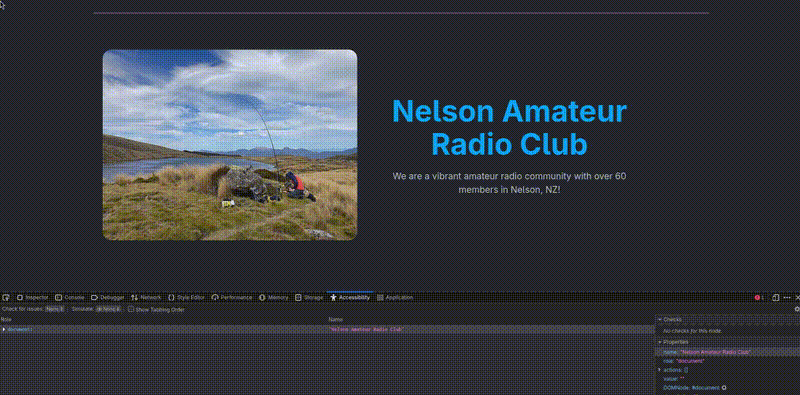 Nelson Amateur
Radio Club
We are a vibrant amateur radio community with over 60
members in Nelson, NZ!
Inspector Console Debugger Network Style Editor Performance Memory Storage Accessibility Application 1
Check for issues: None Simulate: None Show Tabbing Order
Role Name
document: "Nelson Amateur Radio Club"
Checks
No checks for this node.
Properties
name: "Nelson Amateur Radio Club"
role: "document"
actions: []
value: ""
DOMNode: #document